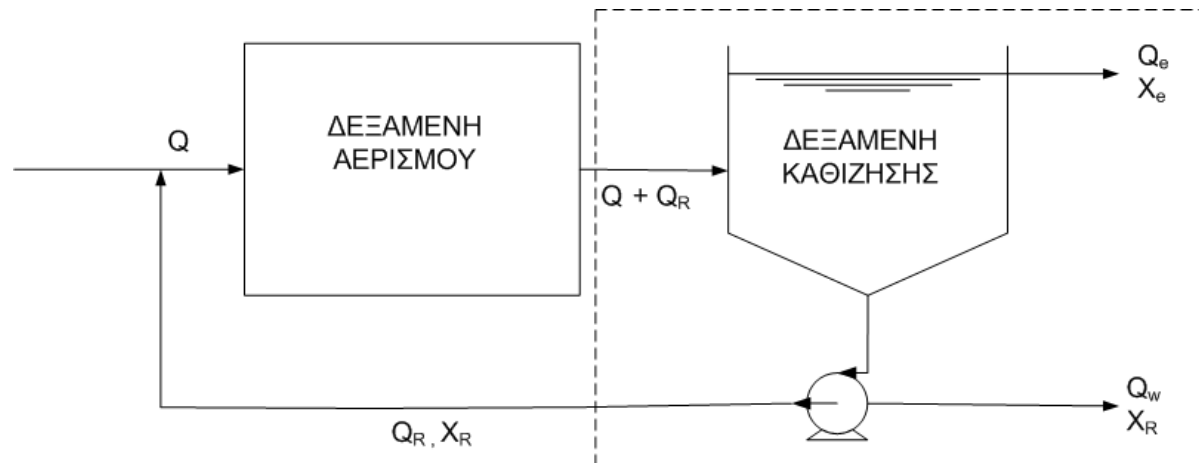 Q
ΔΕΞΑΜΕΝΗ
ΑΕΡΙΣΜΟΥ
Q + QR
ΔΕΞΑΜΕΝΗ
ΚΑΘΙΖΗΣΗΣ
Qe
Xe
QR , XR
Qw
XR